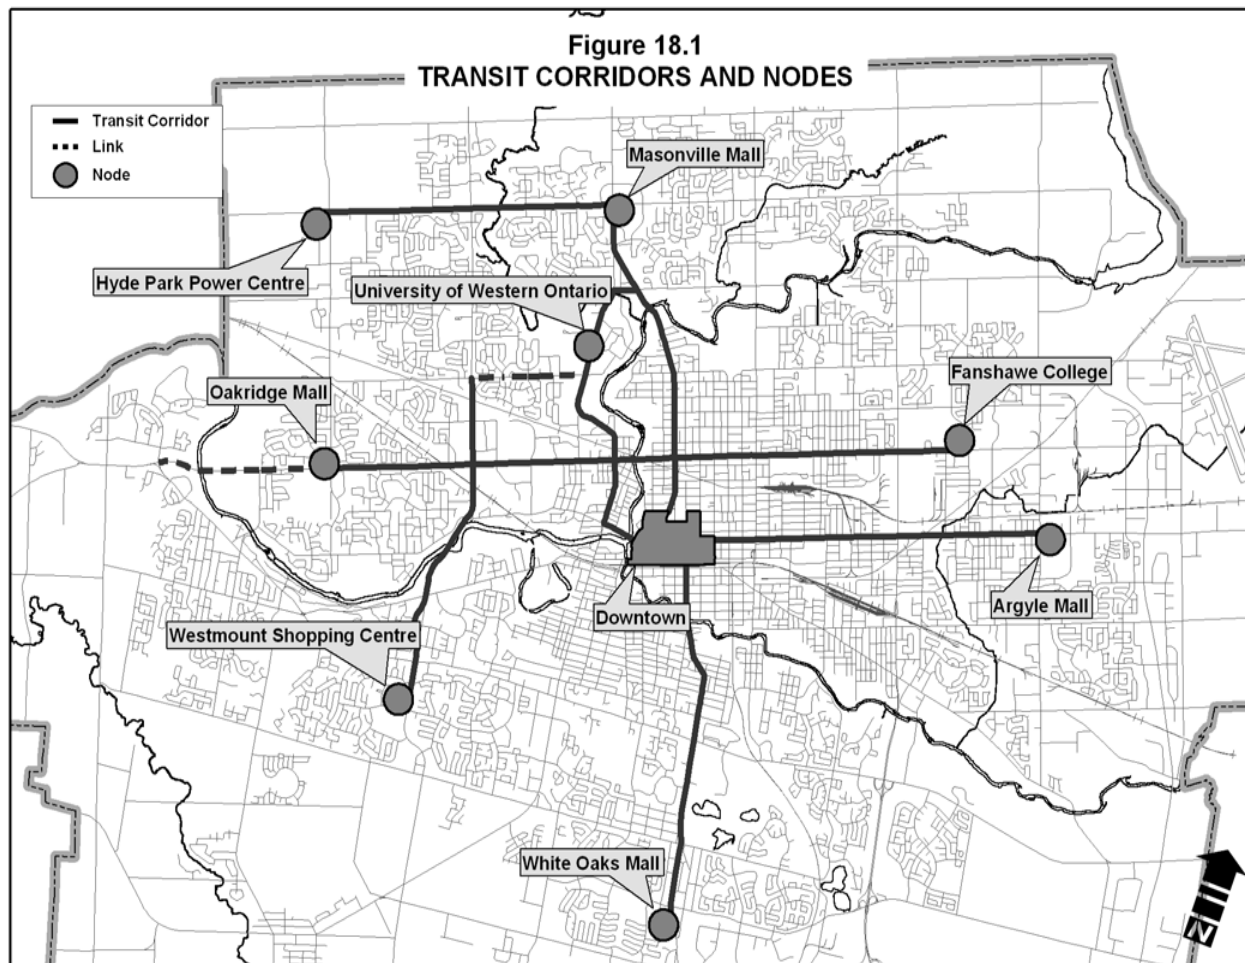 Figure 18.1
TRANSIT CORRIDORS AND NODES
Transit Corridor
Link
Node
Masonville Mall
Hyde Park Power Centre
University of Western Ontario
Fanshawe College
Oakridge Mall
Argyle Mall
Downtown
Westmount Shopping Centre
White Oaks Mall
N